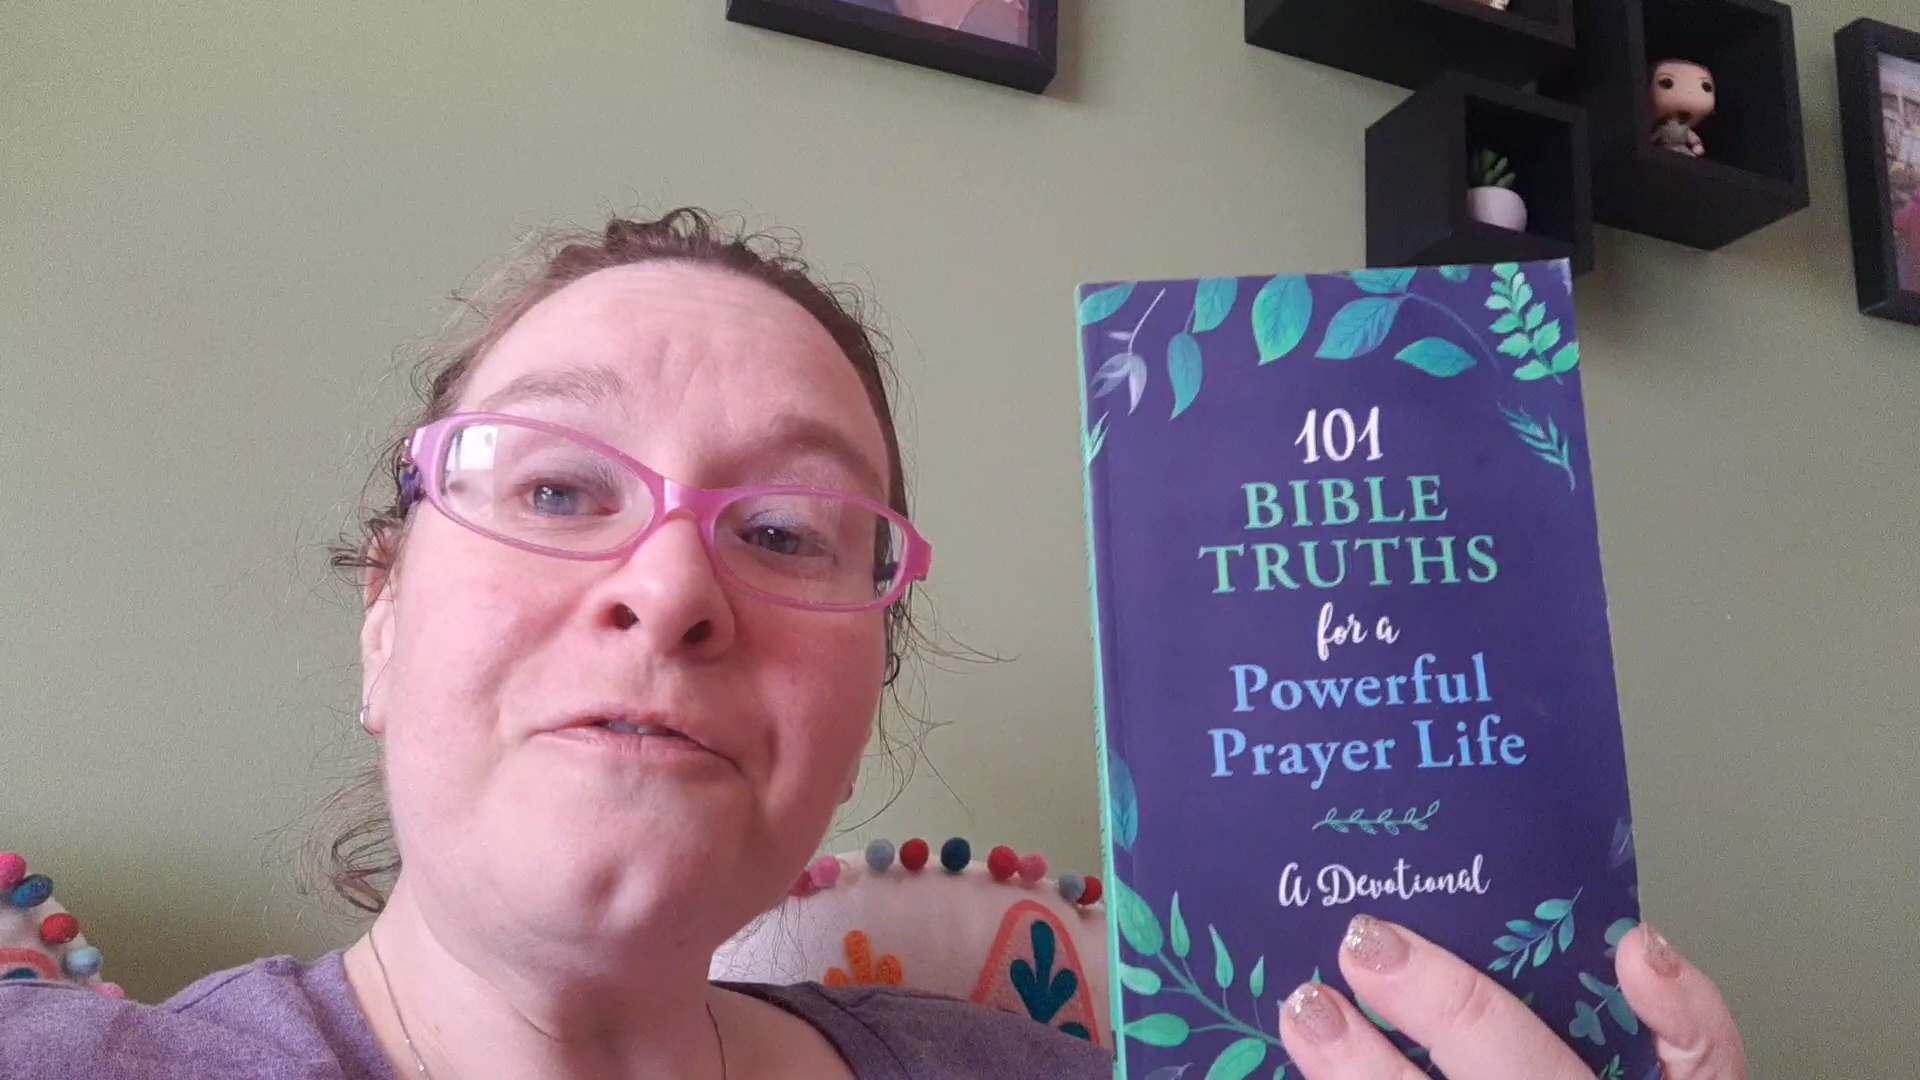 101
BIBLE
TRUTHS
for a
Powerful
Prayer Life
A Devotional